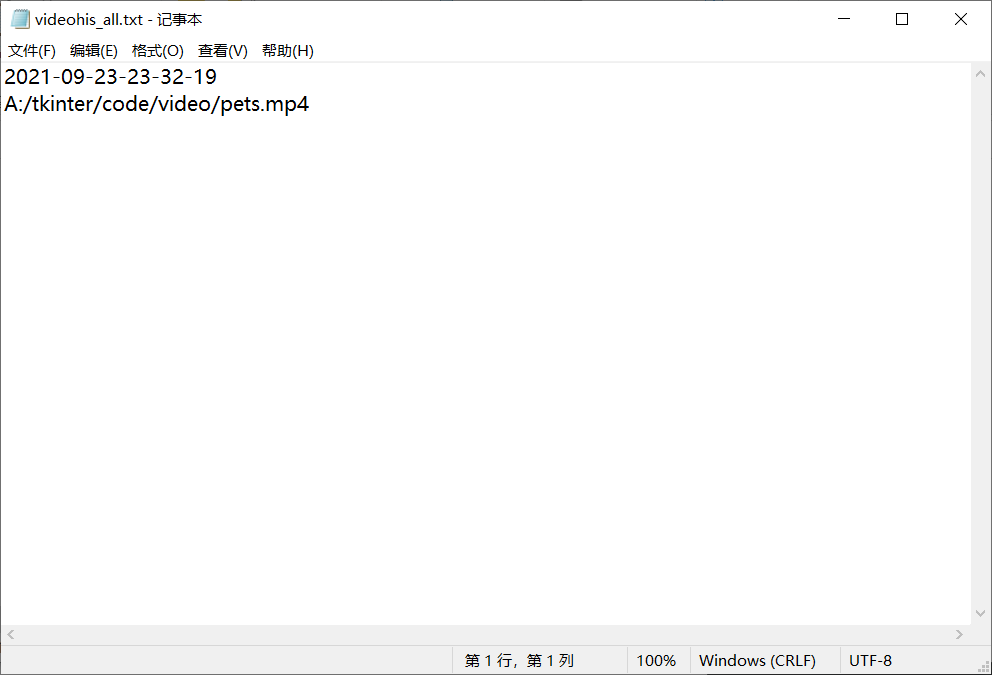 videohis_all.txt - 记事本
文件(F) 编辑(E) 格式(O) 查看(V) 帮助(H)
2021-09-23-23-32-19
A:/tkinter/code/video/pets.mp4
第 1 行，第 1 列 100% Windows (CRLF) UTF-8